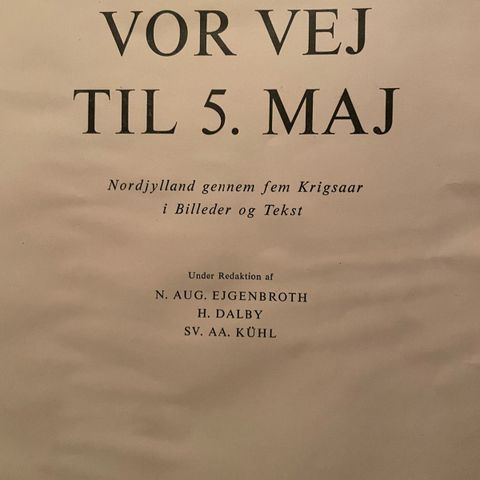 VOR VEJ
TIL 5. MAJ
Nordjylland gennem fem Krigsaar
i Billeder og Tekst
Under Redaktion af
N. AUG. EJGENBROTH
H. DALBY
SV. AA. KÜHL